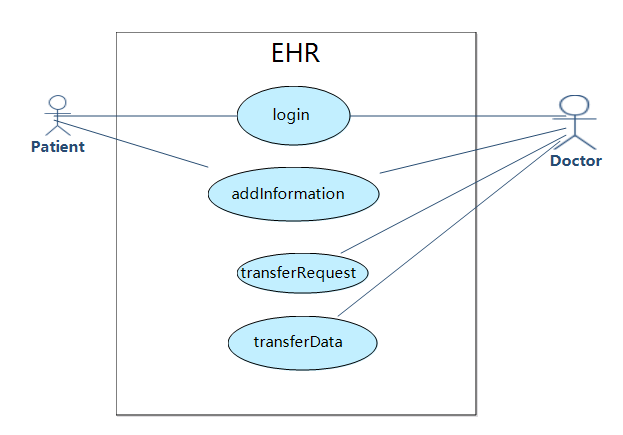 EHR
login
Patient
Doctor
addInformation
transferRequest
transferData